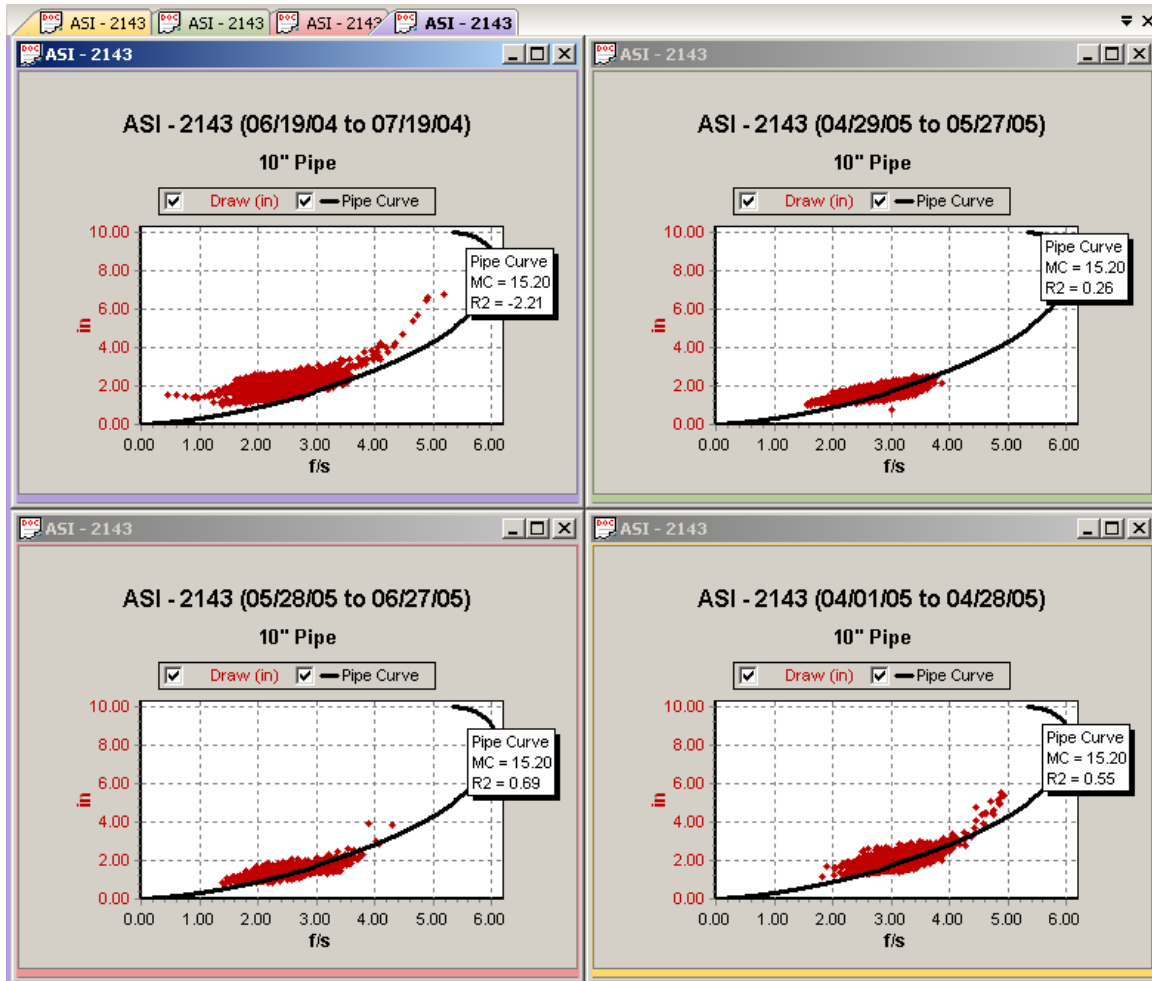 ASI - 2143 ASI - 2143 ASI - 2143 ASI - 2143
ASI - 2143
ASI - 2143 (06/19/04 to 07/19/04)
10" Pipe
Draw (in) Pipe Curve
10.00
8.00
6.00
4.00
2.00
0.00
in
Pipe Curve
MC = 15.20
R2 = -2.21
0.00 1.00 2.00 3.00 4.00 5.00 6.00
f/s
ASI - 2143
ASI - 2143 (04/29/05 to 05/27/05)
10" Pipe
Draw (in) Pipe Curve
10.00
8.00
6.00
4.00
2.00
0.00
in
Pipe Curve
MC = 15.20
R2 = 0.26
0.00 1.00 2.00 3.00 4.00 5.00 6.00
f/s
ASI - 2143
ASI - 2143 (05/28/05 to 06/27/05)
10" Pipe
Draw (in) Pipe Curve
10.00
8.00
6.00
4.00
2.00
0.00
in
Pipe Curve
MC = 15.20
R2 = 0.69
0.00 1.00 2.00 3.00 4.00 5.00 6.00
f/s
ASI - 2143
ASI - 2143 (04/01/05 to 04/28/05)
10" Pipe
Draw (in) Pipe Curve
10.00
8.00
6.00
4.00
2.00
0.00
in
Pipe Curve
MC = 15.20
R2 = 0.55
0.00 1.00 2.00 3.00 4.00 5.00 6.00
f/s